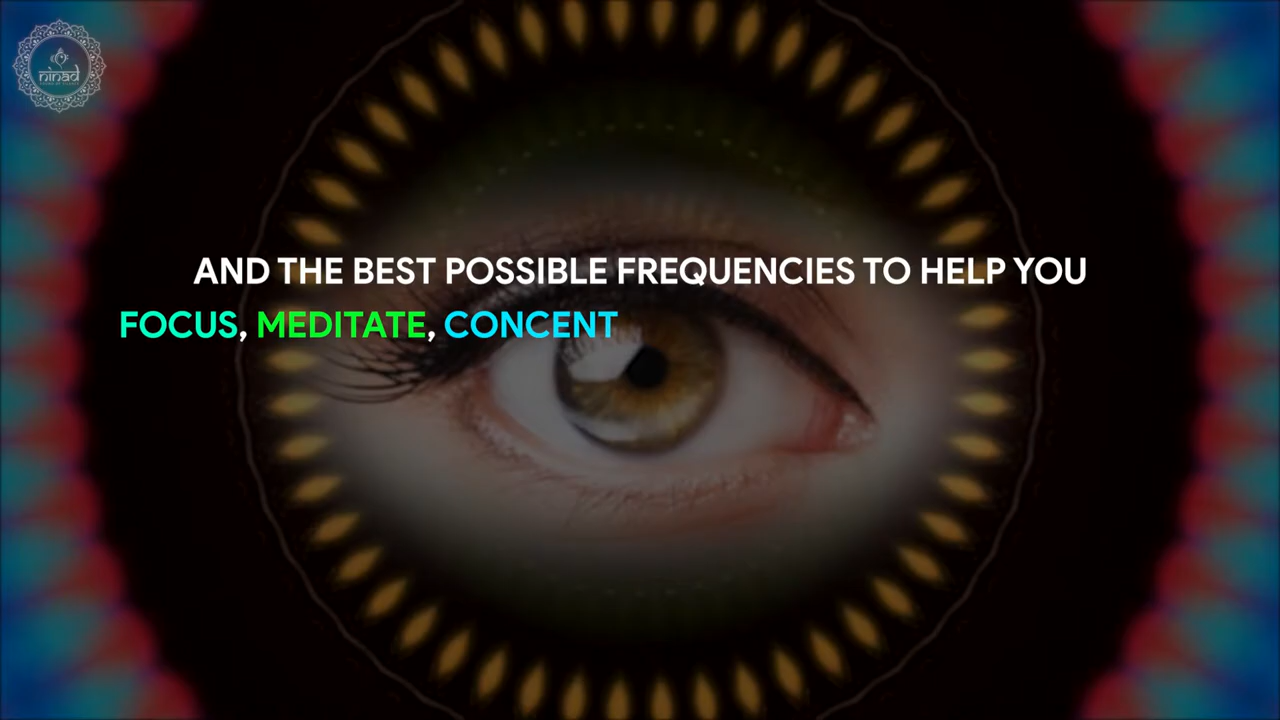 ninad
AND THE BEST POSSIBLE FREQUENCIES TO HELP YOU
FOCUS, MEDITATE, CONCENT